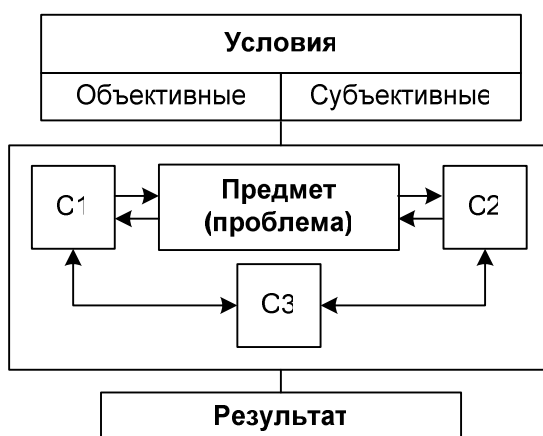 Условия
Объективные Субъективные
С1
Предмет
(проблема)
С2
С3
Результат